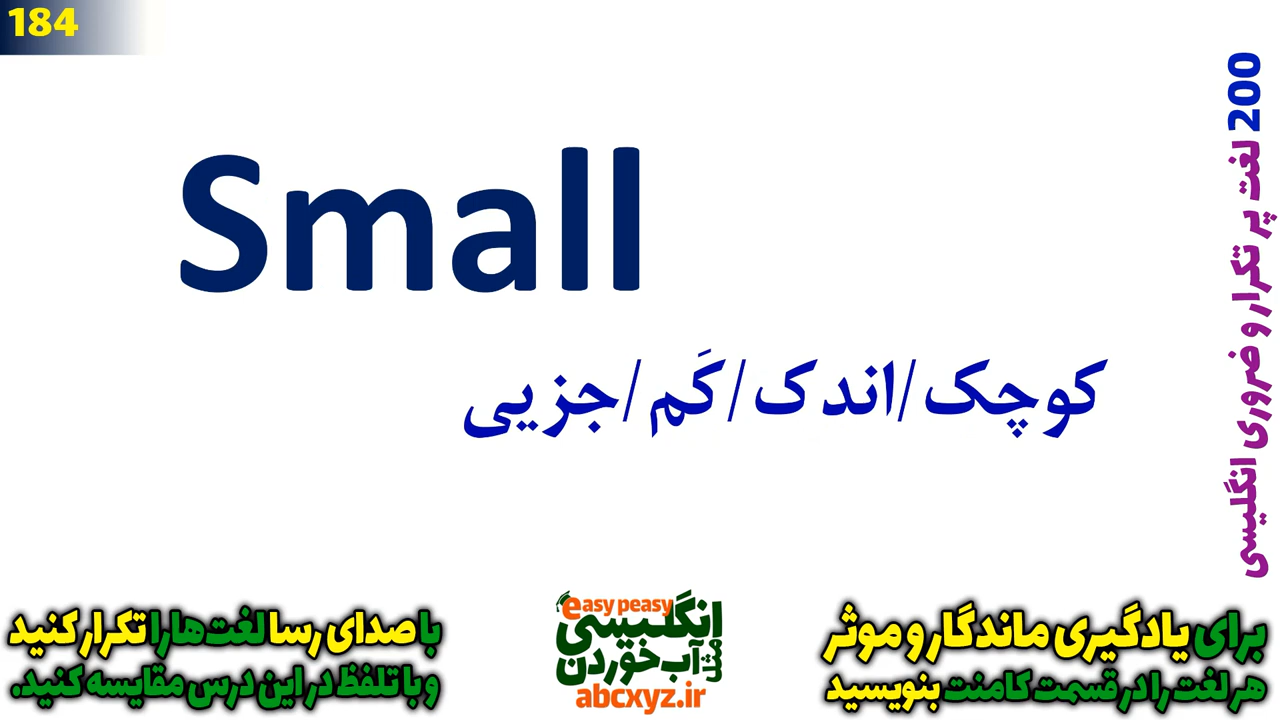 184
Small
کوچک/اندک/کَم/جزیی
200 لغت پر تکرار و ضروری انگلیسی
برای یادگیری ماندگار و موثر
هر لغت را در قسمت کامنت بنویسید
easy peasy
انگلیسی
مثل آب خوردن
abcxyz.ir
با صدای رسا لغت‌ها را تکرار کنید
و با تلفظ در این درس مقایسه کنید.